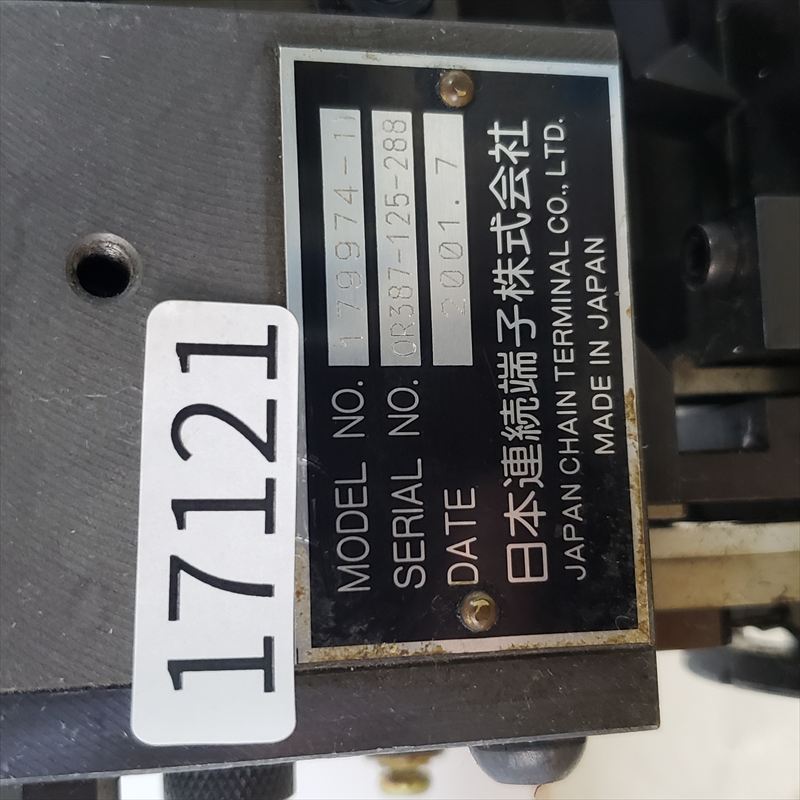 17121
MODEL NO. 179974-1
SERIAL NO. OR387-125-288
DATE 2001.7
日本連続端子株式会社
JAPAN CHAIN TERMINAL CO., LTD.
MADE IN JAPAN